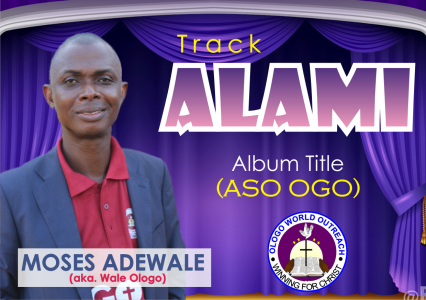 Track
ALAMI
Album Title
(ASO OGO)
OLOGO WORLD OUTREACH
WINNING FOR CHRIST
MOSES ADEWALE
(aka. Wale Ologo)